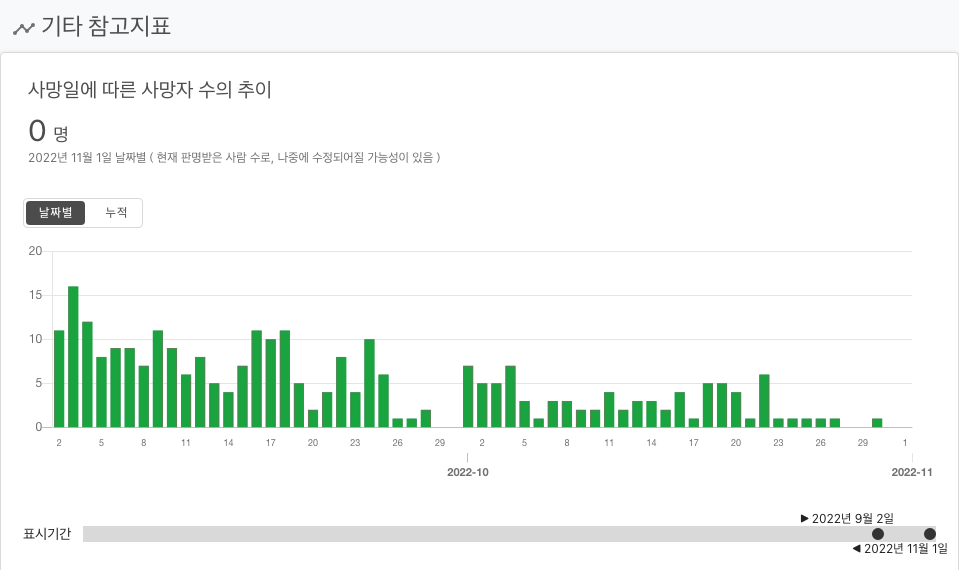 기타 참고지표
사망일에 따른 사망자 수의 추이
0 명
2022년 11월 1일 날짜별 ( 현재 판명받은 사람 수로, 나중에 수정되어질 가능성이 있음 )
날짜별 누적
20
15
10
5
0
2 5 8 11 14 17 20 23 26 29 2 5 8 11 14 17 20 23 26 29 1
2022-10 2022-11
▶ 2022년 9월 2일
표시기간
◀ 2022년 11월 1일